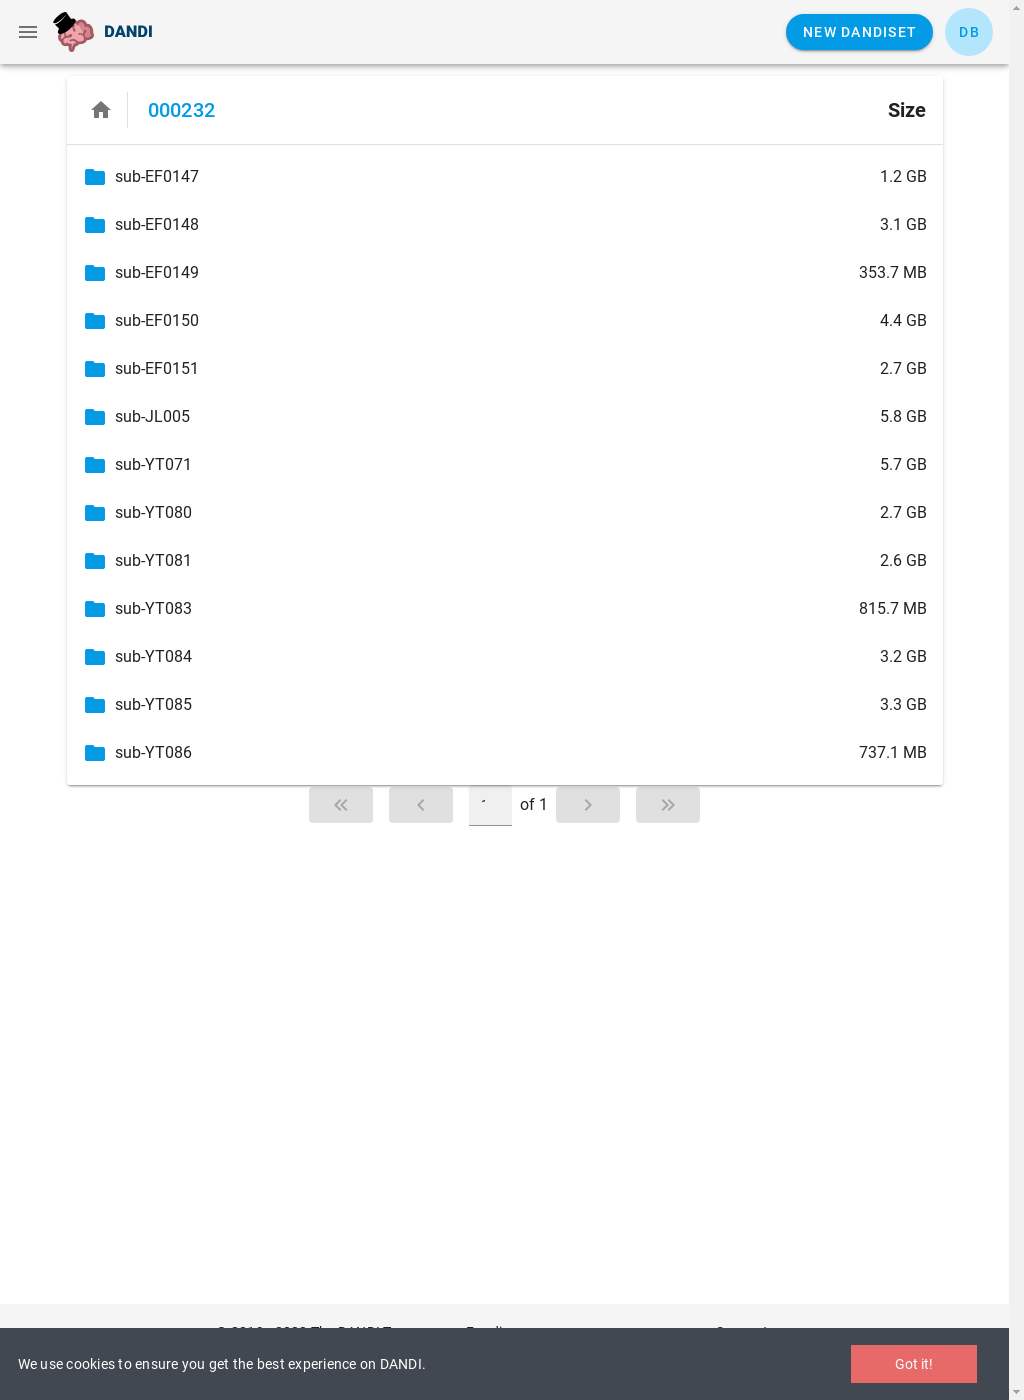 DANDI
NEW DANDISET
DB
000232
Size
sub-EF0147 1.2 GB
sub-EF0148 3.1 GB
sub-EF0149 353.7 MB
sub-EF0150 4.4 GB
sub-EF0151 2.7 GB
sub-JL005 5.8 GB
sub-YT071 5.7 GB
sub-YT080 2.7 GB
sub-YT081 2.6 GB
sub-YT083 815.7 MB
sub-YT084 3.2 GB
sub-YT085 3.3 GB
sub-YT086 737.1 MB
of 1
We use cookies to ensure you get the best experience on DANDI.
Got it!